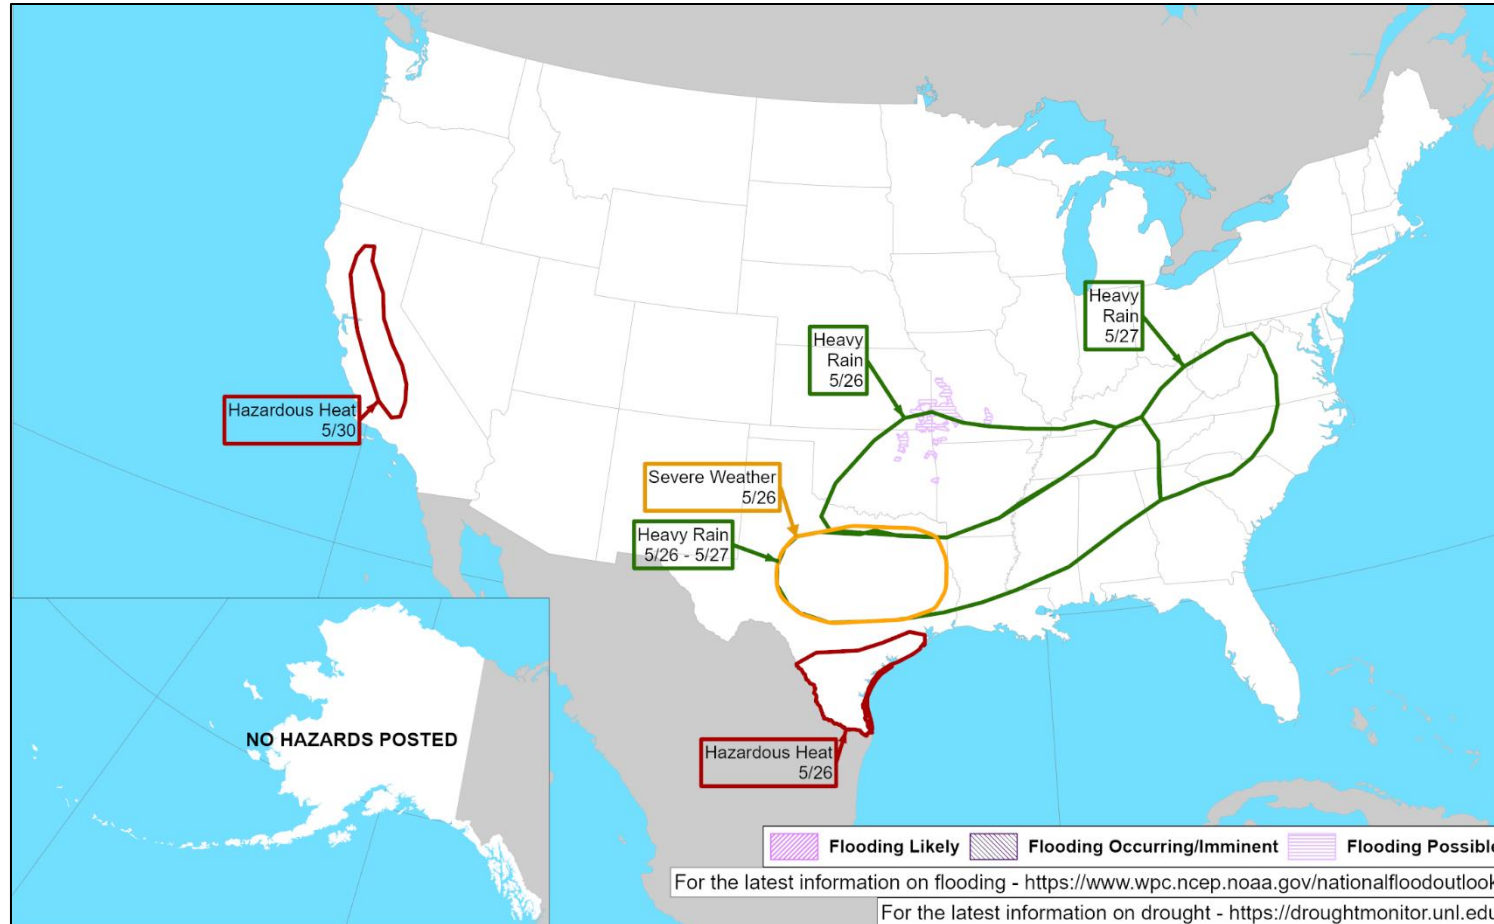 Heavy
Rain
5/27
Heavy
Rain
5/26
Hazardous Heat
5/30
Severe Weather
5/26
Heavy Rain
5/26 - 5/27
NO HAZARDS POSTED
Hazardous Heat
5/26
Flooding Likely Flooding Occurring/Imminent Flooding Possible
For the latest information on flooding - https://www.wpc.ncep.noaa.gov/nationalfloodoutlook
For the latest information on drought - https://droughtmonitor.unl.edu